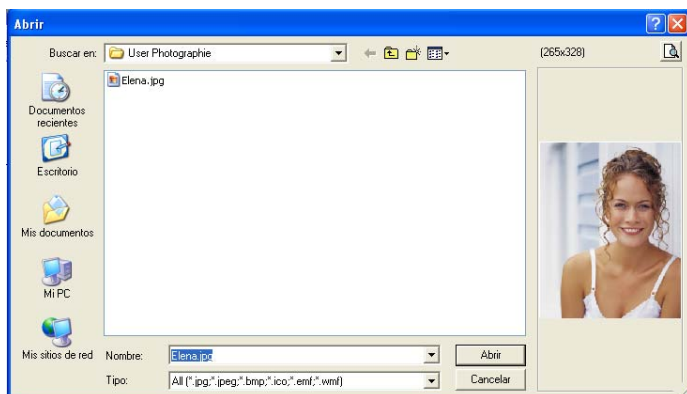 Abrir
Buscar en: User Photographie (265x328)
Elena.jpg
Documentos
recientes
Escritorio
Mis documentos
Mi PC
Mis sitios de red
Nombre: Elena.jpg Abrir
Tipo: All (*.jpg;*.jpeg;*.bmp;*.ico;*.emf;*.wmf) Cancelar